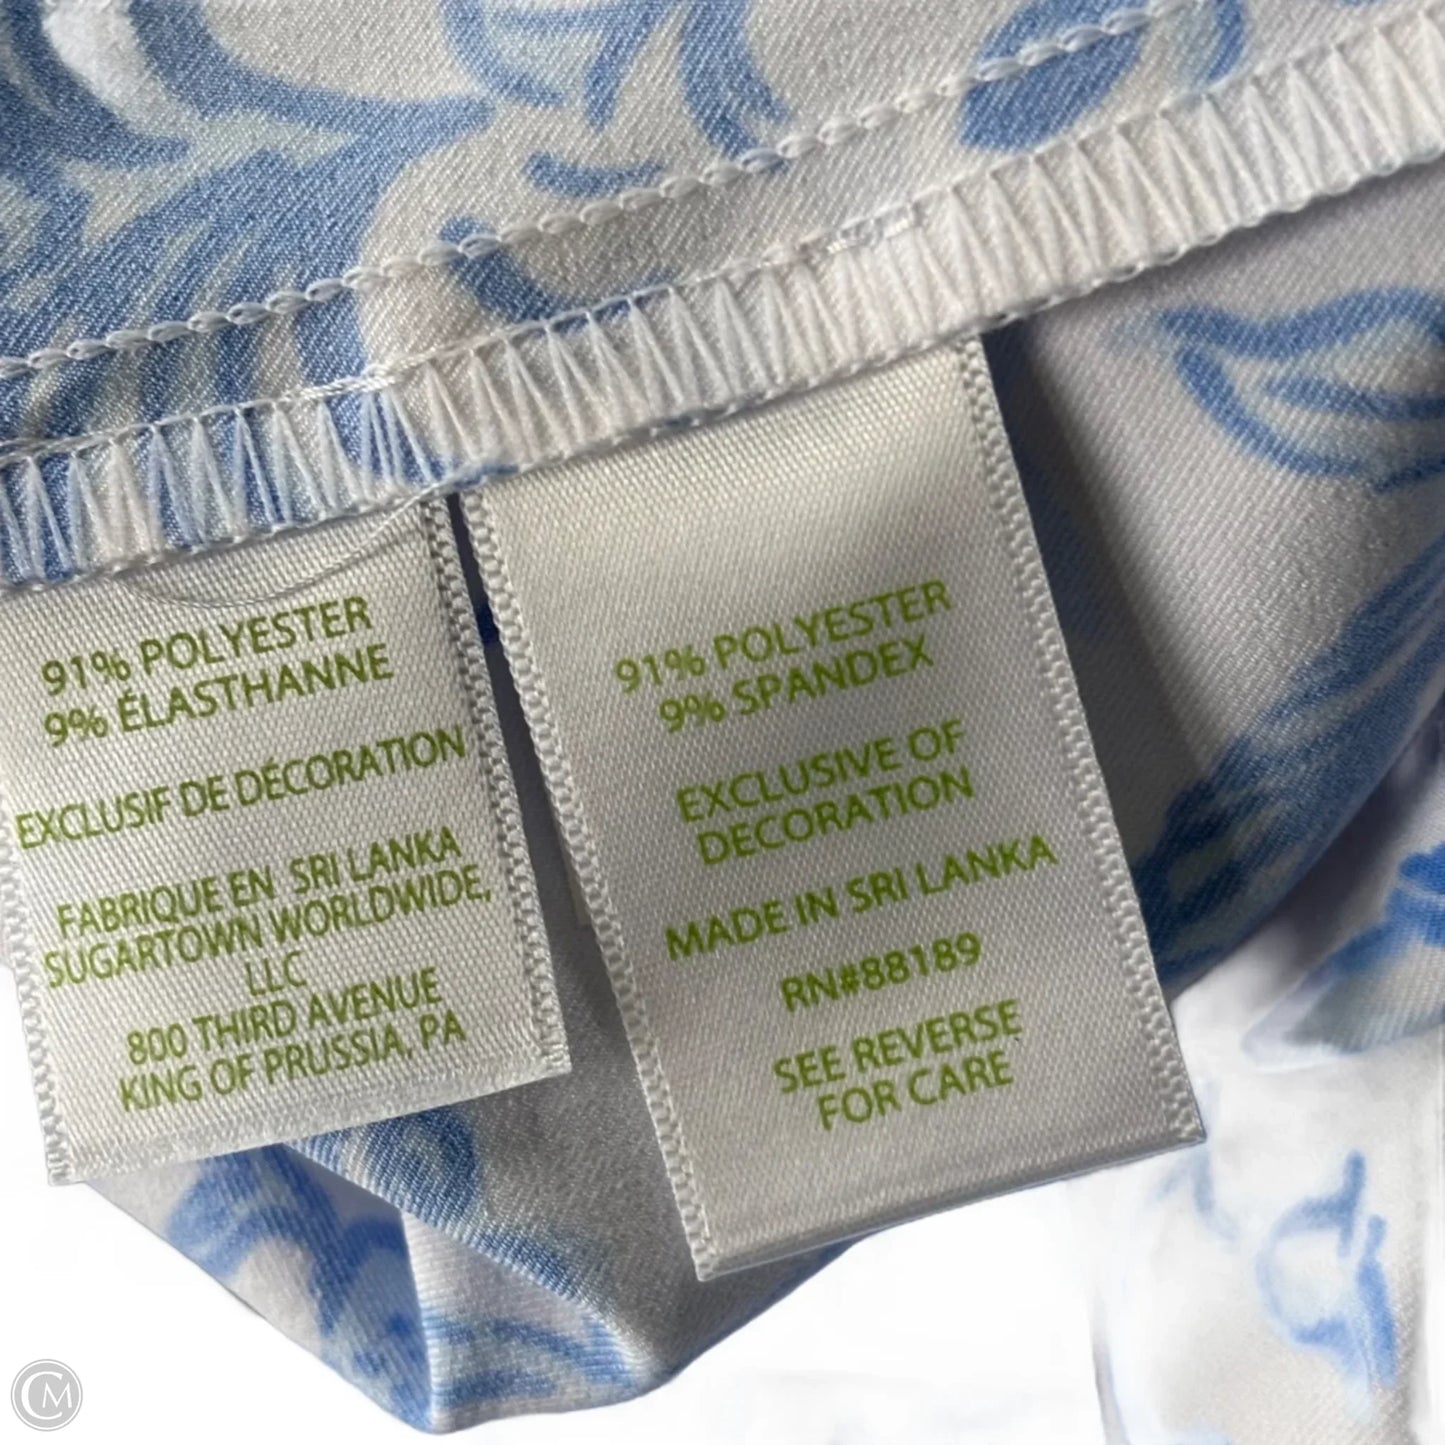 91% POLYESTER
9% ÉLASTHANNE
EXCLUSIF DE DÉCORATION
FABRIQUE EN SRI LANKA
SUGARTOWN WORLDWIDE,
LLC
800 THIRD AVENUE
KING OF PRUSSIA, PA
91% POLYESTER
9% SPANDEX
EXCLUSIVE OF
DECORATION
MADE IN SRI LANKA
RN#88189
SEE REVERSE
FOR CARE
CM